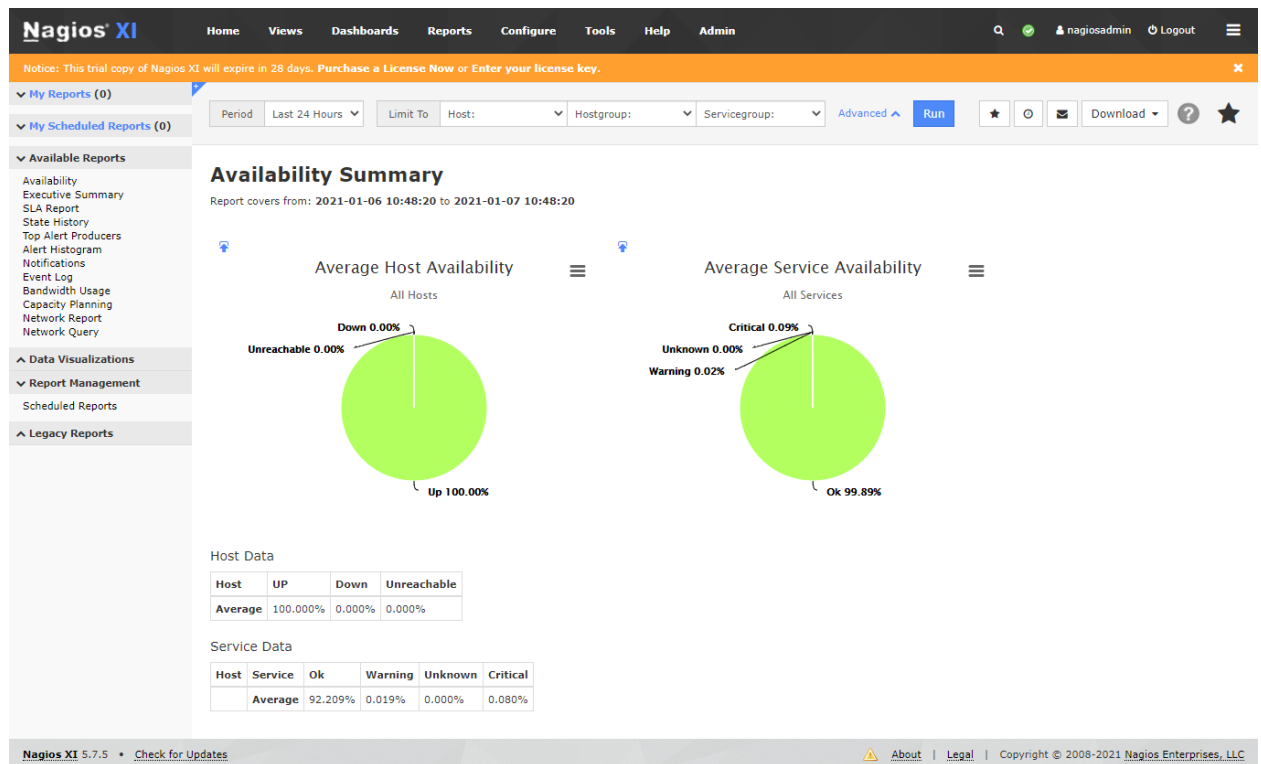 Nagios® XI Home Views Dashboards Reports Configure Tools Help Admin nagiosadmin Logout
Notice: This trial copy of Nagios XI will expire in 28 days. Purchase a License Now or Enter your license key.
My Reports (0)
My Scheduled Reports (0)
Available Reports
Availability
Executive Summary
SLA Report
State History
Top Alert Producers
Alert Histogram
Notifications
Event Log
Bandwidth Usage
Capacity Planning
Network Report
Network Query
Data Visualizations
Report Management
Scheduled Reports
Legacy Reports
Period Last 24 Hours Limit To Host: Hostgroup: Servicegroup: Advanced Run Download
Availability Summary
Report covers from: 2021-01-06 10:48:20 to 2021-01-07 10:48:20
Average Host Availability
All Hosts
Down 0.00%
Unreachable 0.00%
Up 100.00%
Average Service Availability
All Services
Critical 0.09%
Unknown 0.00%
Warning 0.02%
Ok 99.89%
Host Data
Host UP Down Unreachable
Average 100.000% 0.000% 0.000%
Service Data
Host Service Ok Warning Unknown Critical
Average 92.209% 0.019% 0.000% 0.080%
Nagios XI 5.7.5 • Check for Updates About | Legal | Copyright © 2008-2021 Nagios Enterprises, LLC